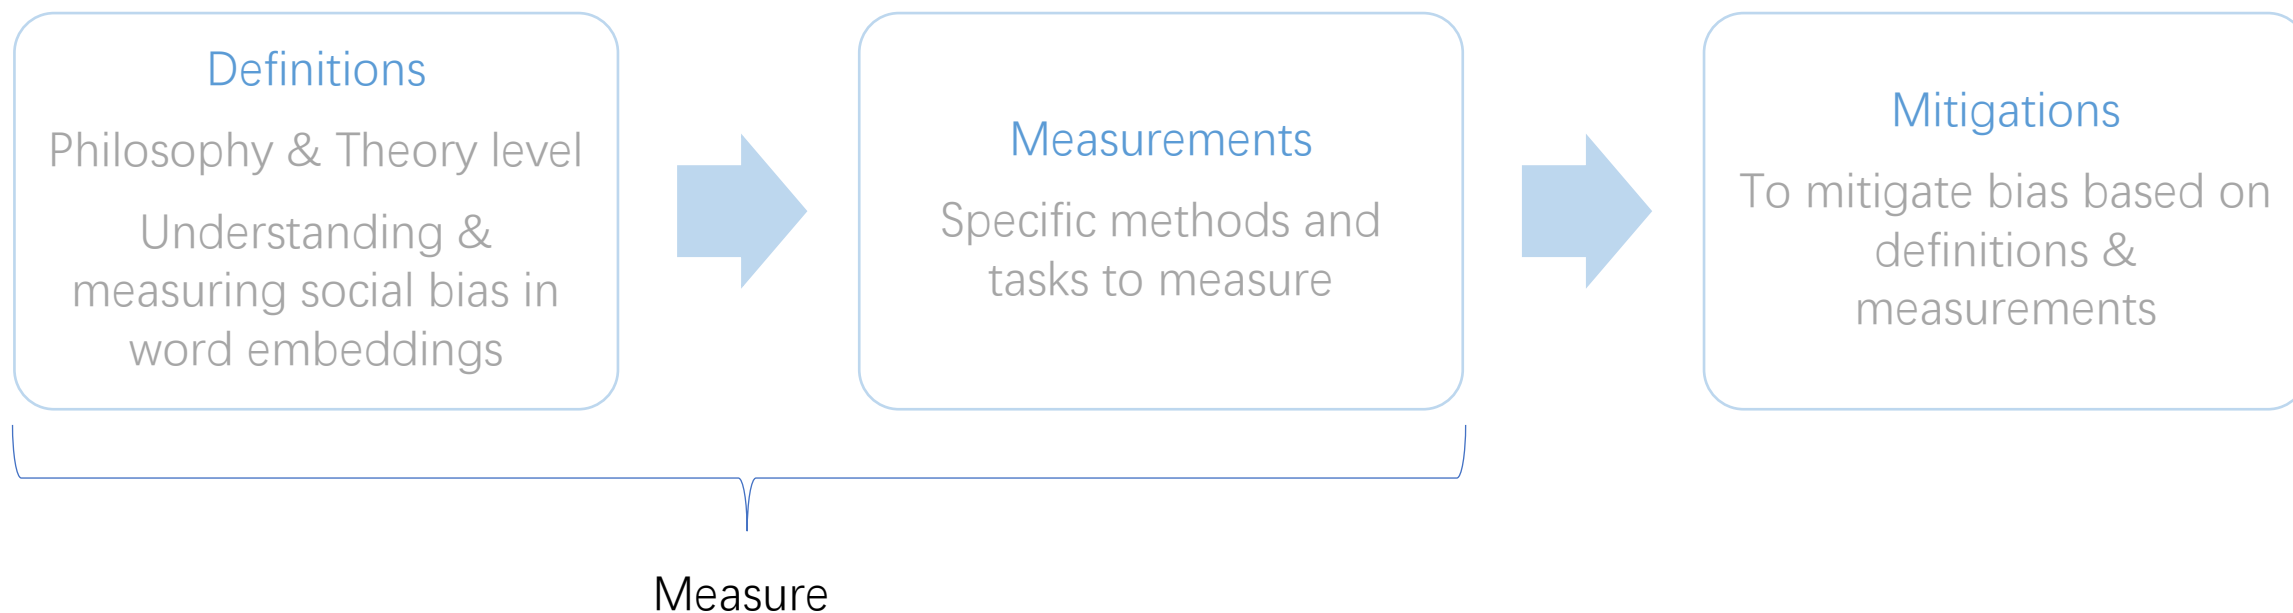 Definitions
Philosophy & Theory level
Understanding &
measuring social bias in
word embeddings
Measurements
Specific methods and
tasks to measure
Mitigations
To mitigate bias based on
definitions &
measurements
Measure